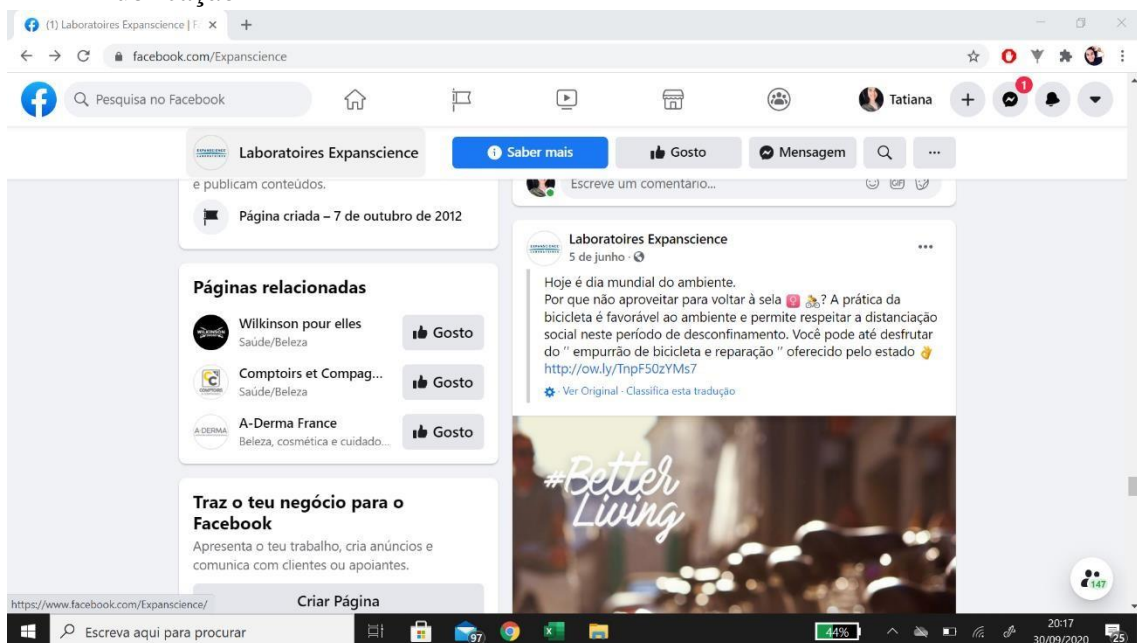 (1) Laboratoires Expanscience | F
facebook.com/Expanscience
Pesquisa no Facebook
Tatiana
1
Laboratoires Expanscience
Saber mais
Gosto
Mensagem
e publicam conteúdos.
Página criada – 7 de outubro de 2012
Páginas relacionadas
Wilkinson pour elles
Saúde/Beleza
Gosto
Comptoirs et Compag...
Saúde/Beleza
Gosto
A-DERMA
A-Derma France
Beleza, cosmética e cuidado...
Gosto
Traz o teu negócio para o
Facebook
Apresenta o teu trabalho, cria anúncios e
comunica com clientes ou apoiantes.
Criar Página
Escreve um comentário...
GIF
Laboratoires Expanscience
5 de junho
Hoje é dia mundial do ambiente.
Por que não aproveitar para voltar à sela 🚺 🚴? A prática da
bicicleta é favorável ao ambiente e permite respeitar a distanciação
social neste período de desconfinamento. Você pode até desfrutar
do " empurrão de bicicleta e reparação " oferecido pelo estado 👌
http://ow.ly/TnpF50zYMs7
· Ver Original · Classifica esta tradução
#Better
Living
147
https://www.facebook.com/Expanscience/
Escreva aqui para procurar
97
44%
20:17
30/09/2020
25